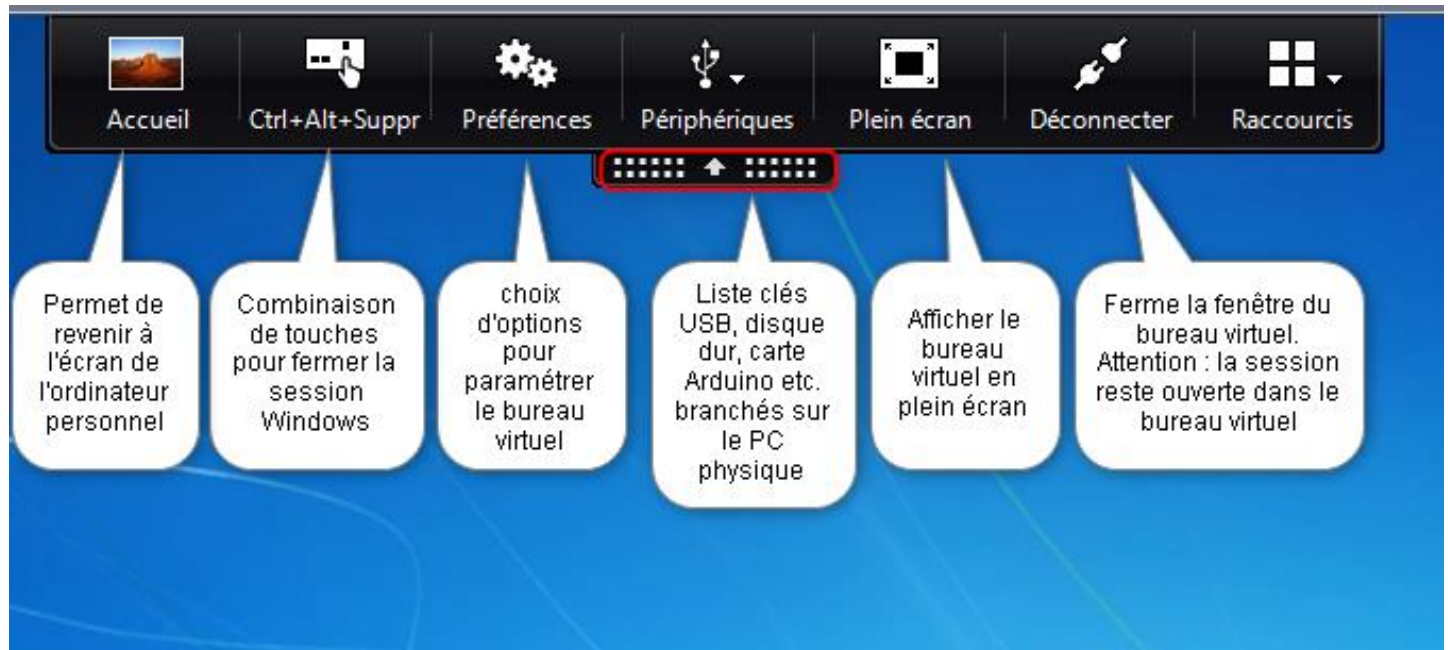 Accueil
Ctrl+Alt+Suppr
Préférences
Périphériques
Plein écran
Déconnecter
Raccourcis
Permet de
revenir à
l'écran de
l'ordinateur
personnel
Combinaison
de touches
pour fermer la
session
Windows
choix
d'options
pour
paramétrer
le bureau
virtuel
Liste clés
USB, disque
dur, carte
Arduino etc.
branchés sur
le PC
physique
Afficher le
bureau
virtuel en
plein écran
Ferme la fenêtre du
bureau virtuel.
Attention : la session
reste ouverte dans le
bureau virtuel